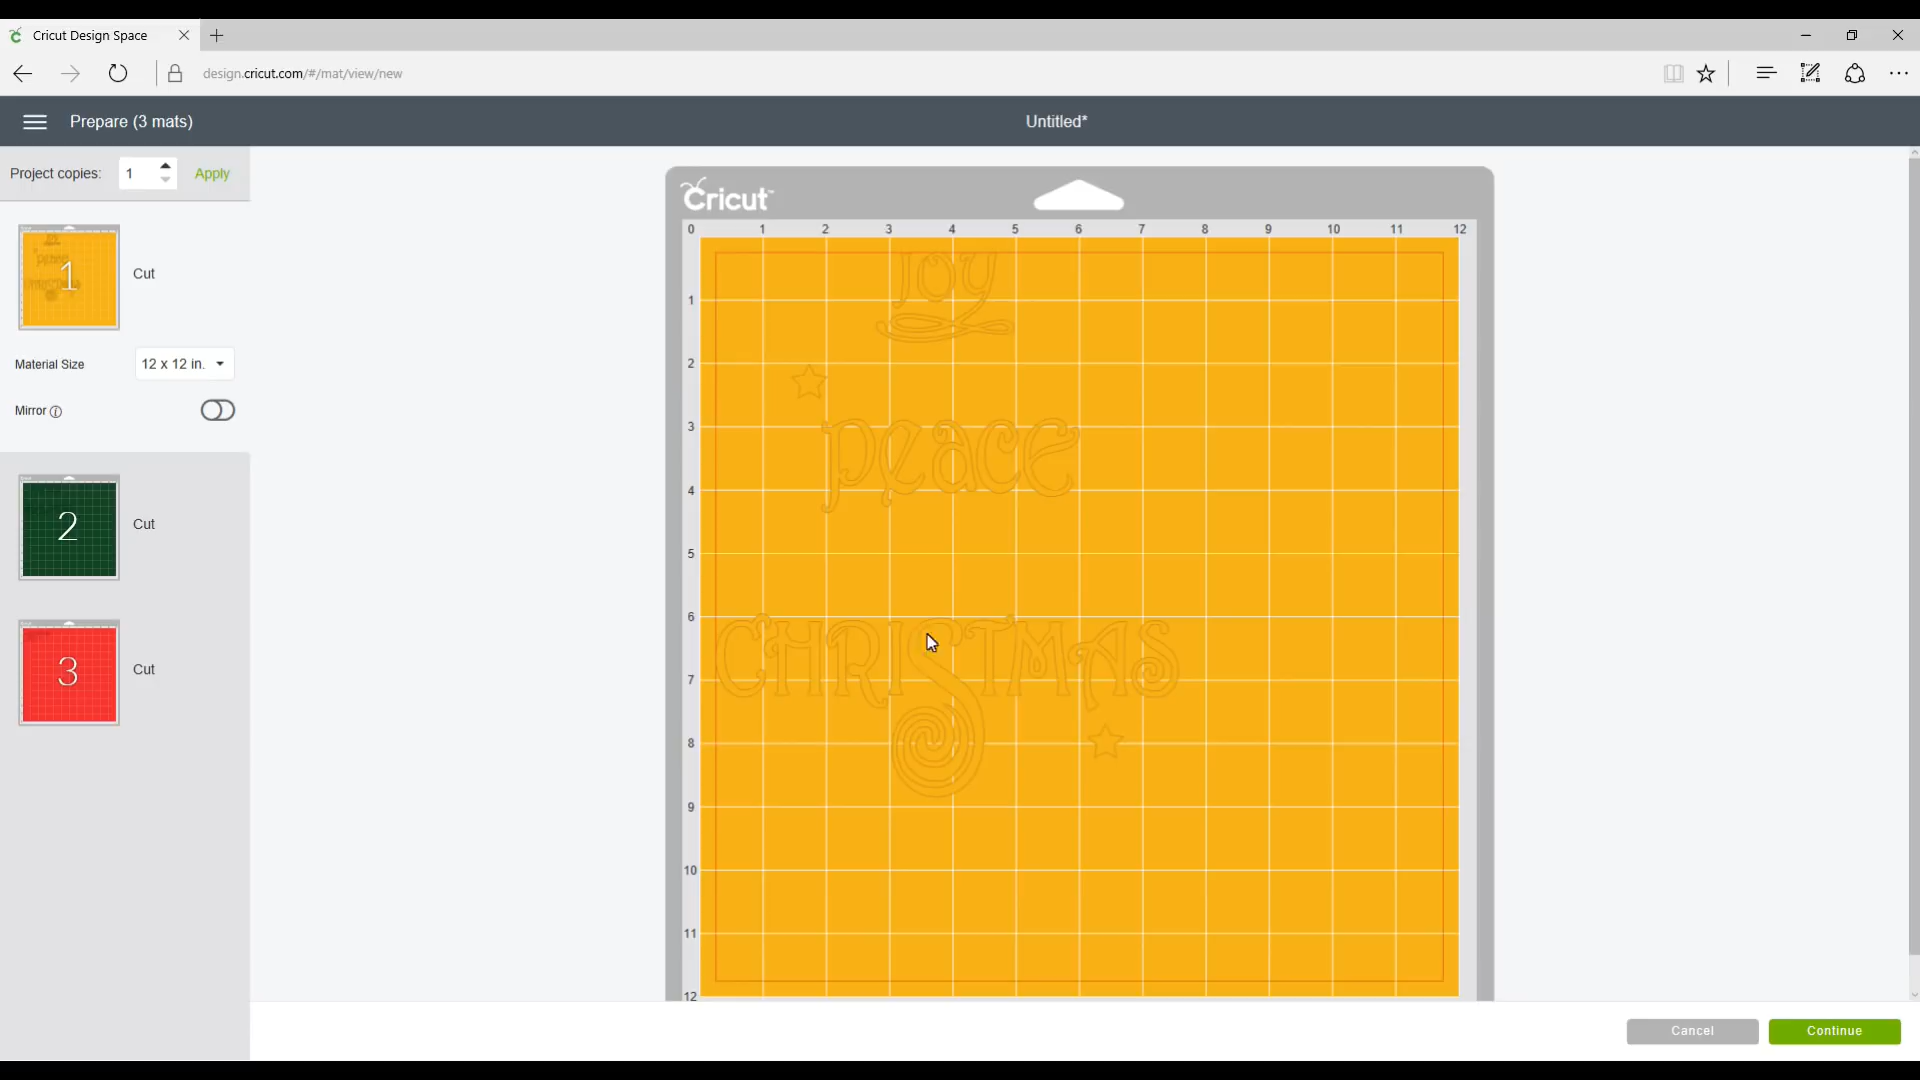 Cricut Design Space
design.cricut.com/#/mat/view/new
Prepare (3 mats)
Untitled*
Project copies: 1 Apply
1 Cut
Material Size 12 x 12 in.
Mirror
2 Cut
3 Cut
Cricut
0 1 2 3 4 5 6 7 8 9 10 11 12
1
2
3
4
5
6
7
8
9
10
11
12
JOY
peace
CHRISTMAS
Cancel Continue